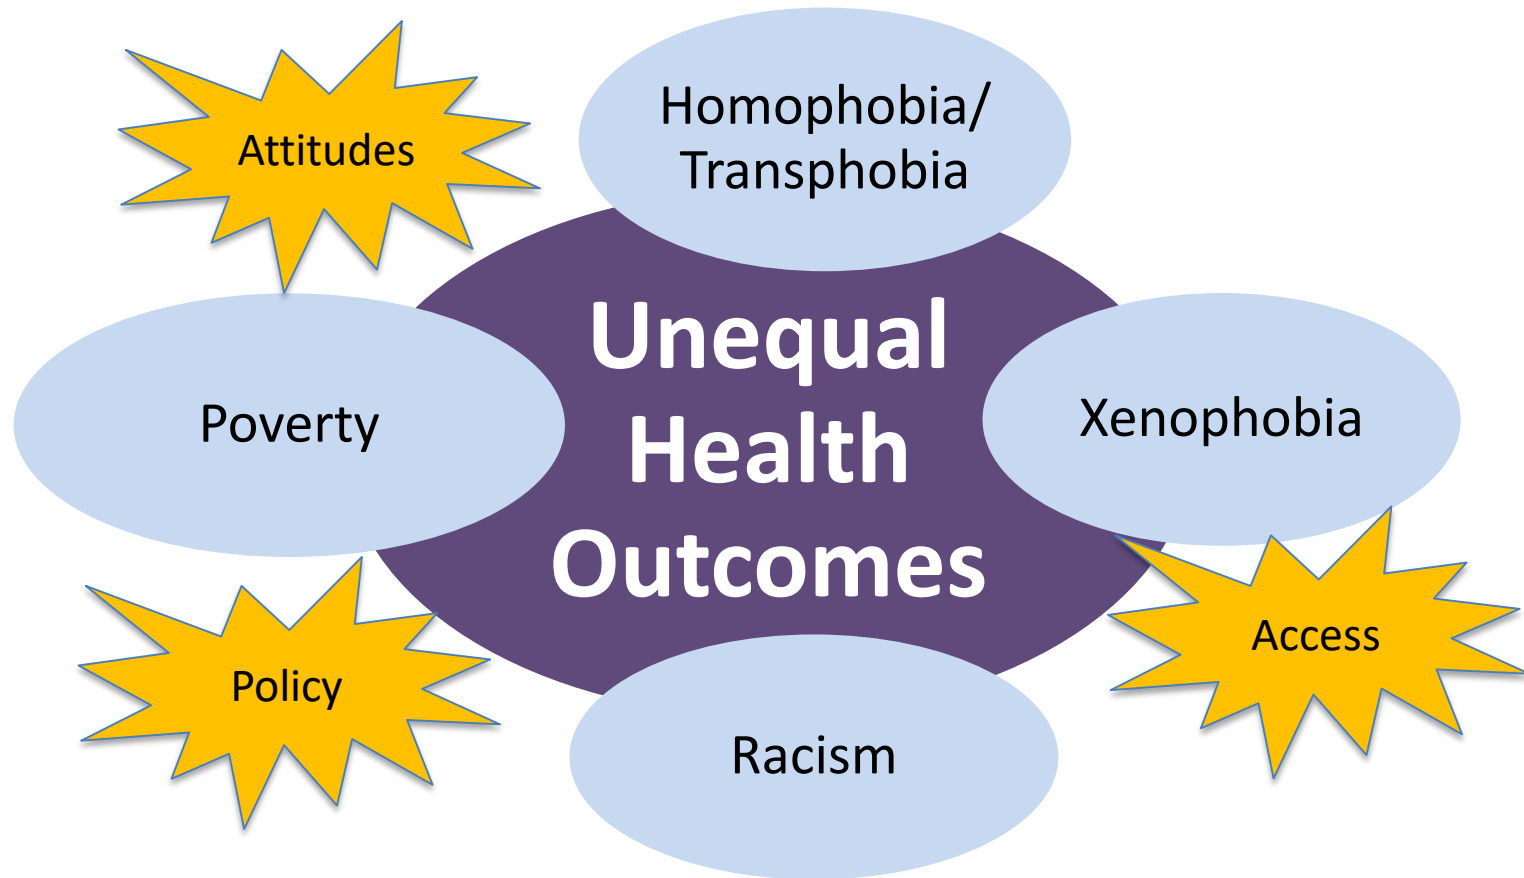 Attitudes
Homophobia/
Transphobia
Unequal
Health
Outcomes
Poverty
Xenophobia
Policy
Access
Racism